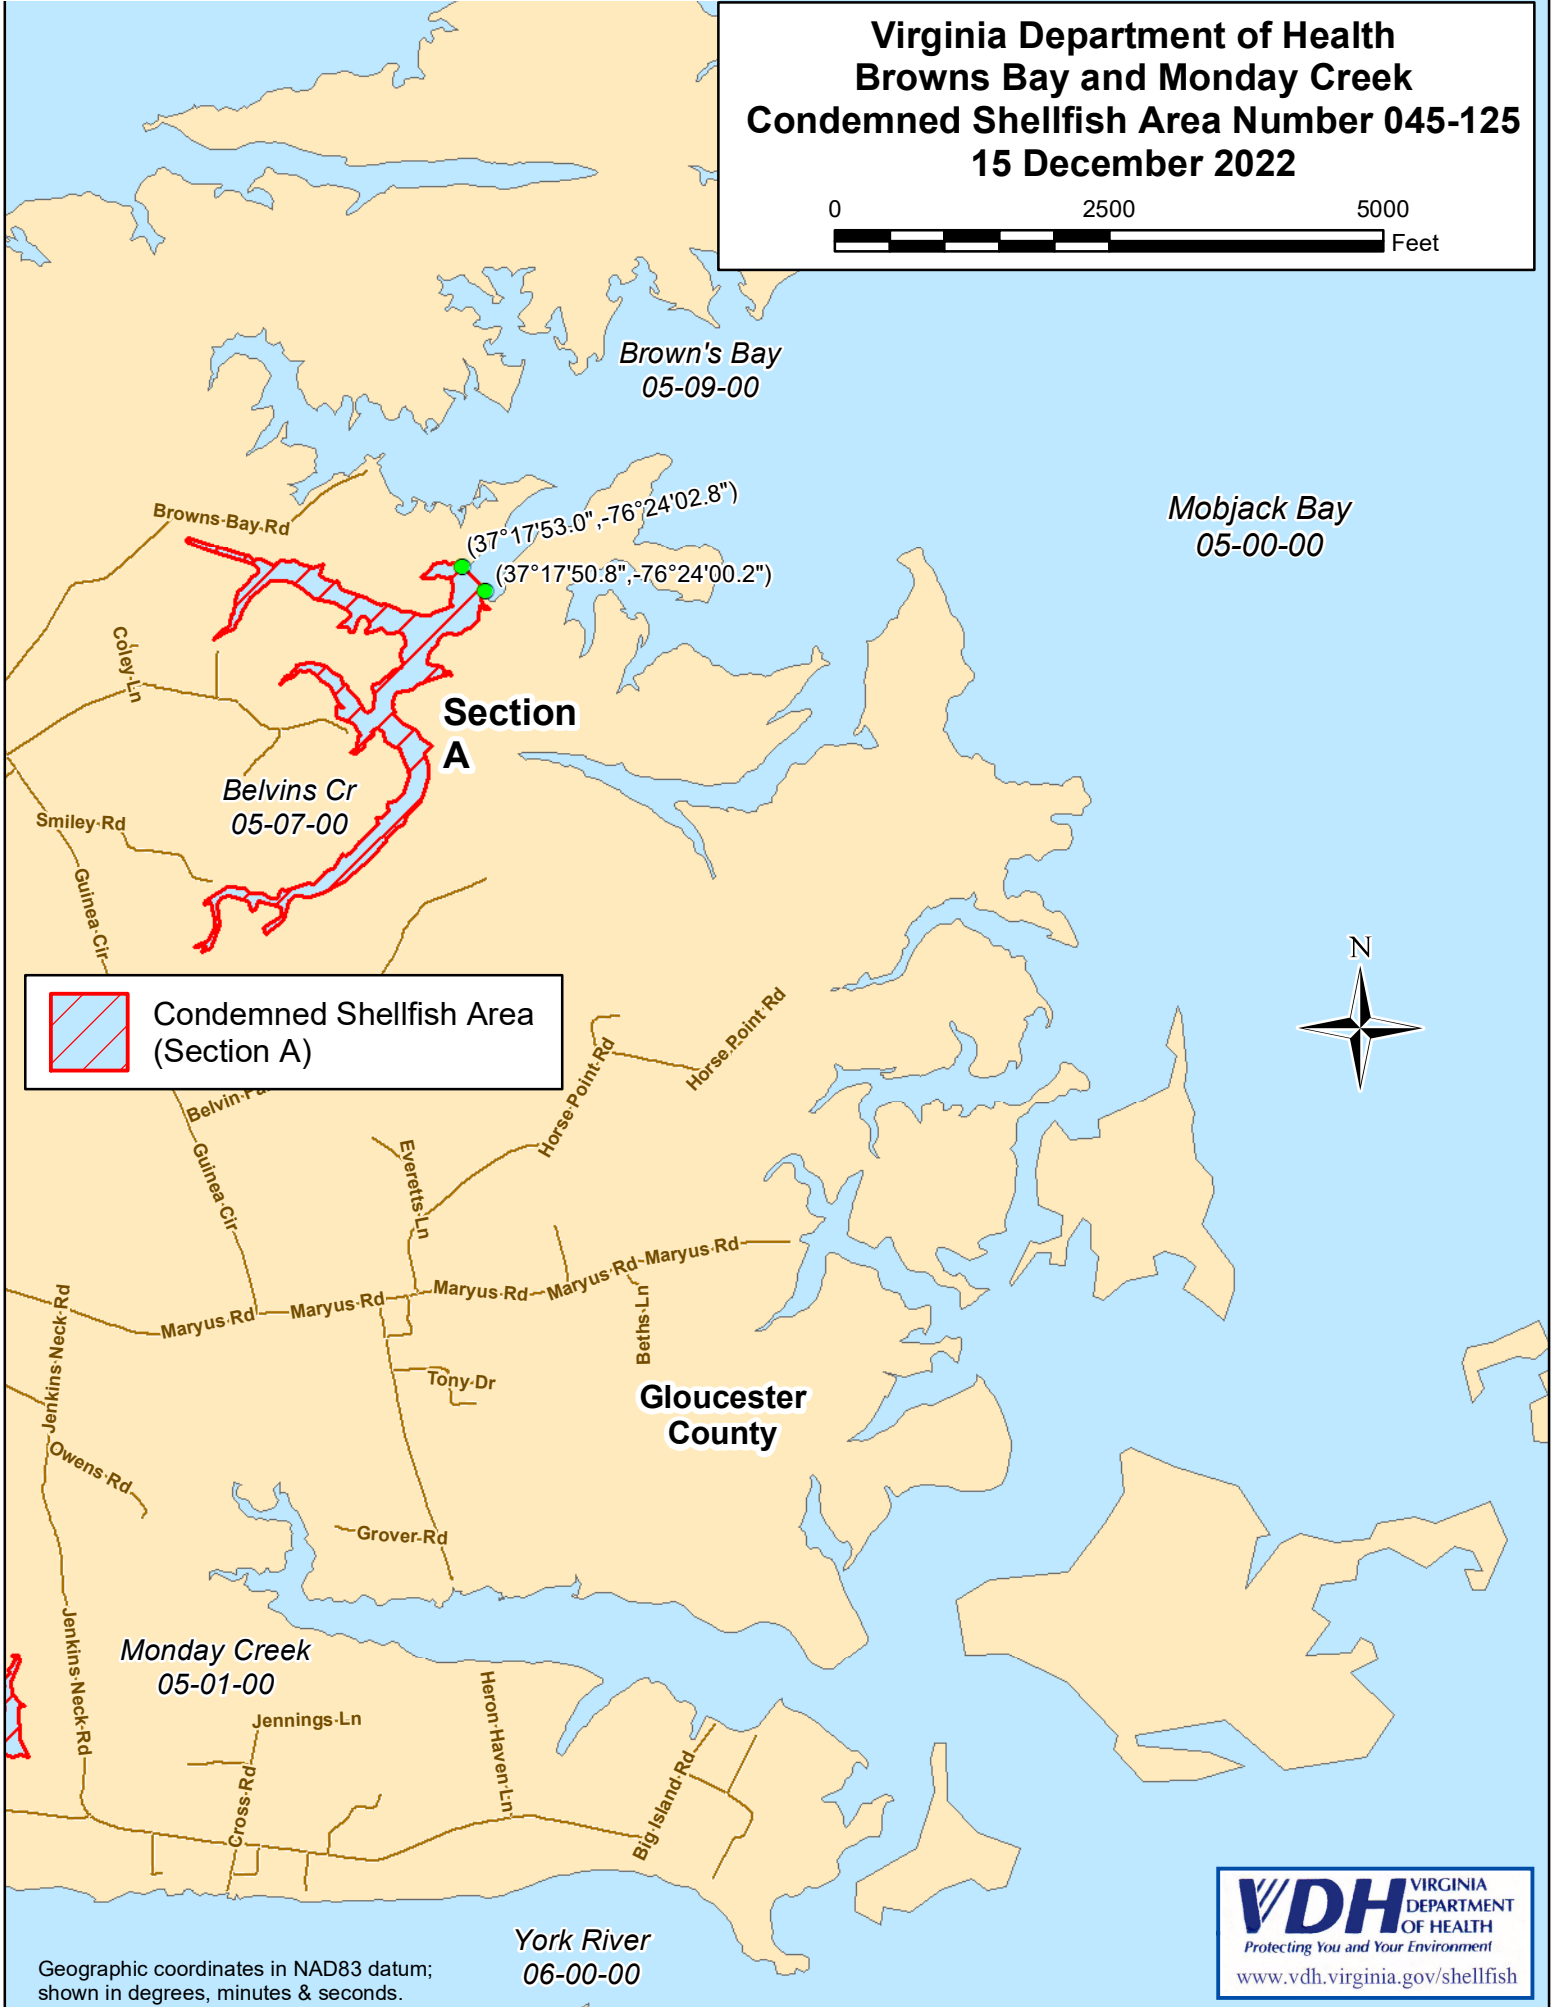 Virginia Department of Health
Browns Bay and Monday Creek
Condemned Shellfish Area Number 045-125
15 December 2022
0 2500 5000
Feet
Brown's Bay
05-09-00
Mobjack Bay
05-00-00
(37°17'53.0",-76°24'02.8")
(37°17'50.8",-76°24'00.2")
Browns Bay Rd
Coley Ln
Section
A
Belvins Cr
05-07-00
Smiley Rd
Guinea Cir
N
Condemned Shellfish Area
(Section A)
Horse Point Rd
Horse Point Rd
Belvin
Guinea Cir
Everetts Ln
Maryus Rd
Maryus Rd
Maryus Rd
Maryus Rd
Maryus Rd
Beths Ln
Jenkins Neck Rd
Tony Dr
Gloucester
County
Owens Rd
Grover Rd
Jenkins Neck Rd
Monday Creek
05-01-00
Jennings Ln
Cross Rd
Heron Haven Ln
Big Island Rd
York River
06-00-00
Geographic coordinates in NAD83 datum;
shown in degrees, minutes & seconds.
VDH
VIRGINIA
DEPARTMENT
OF HEALTH
Protecting You and Your Environment
www.vdh.virginia.gov/shellfish